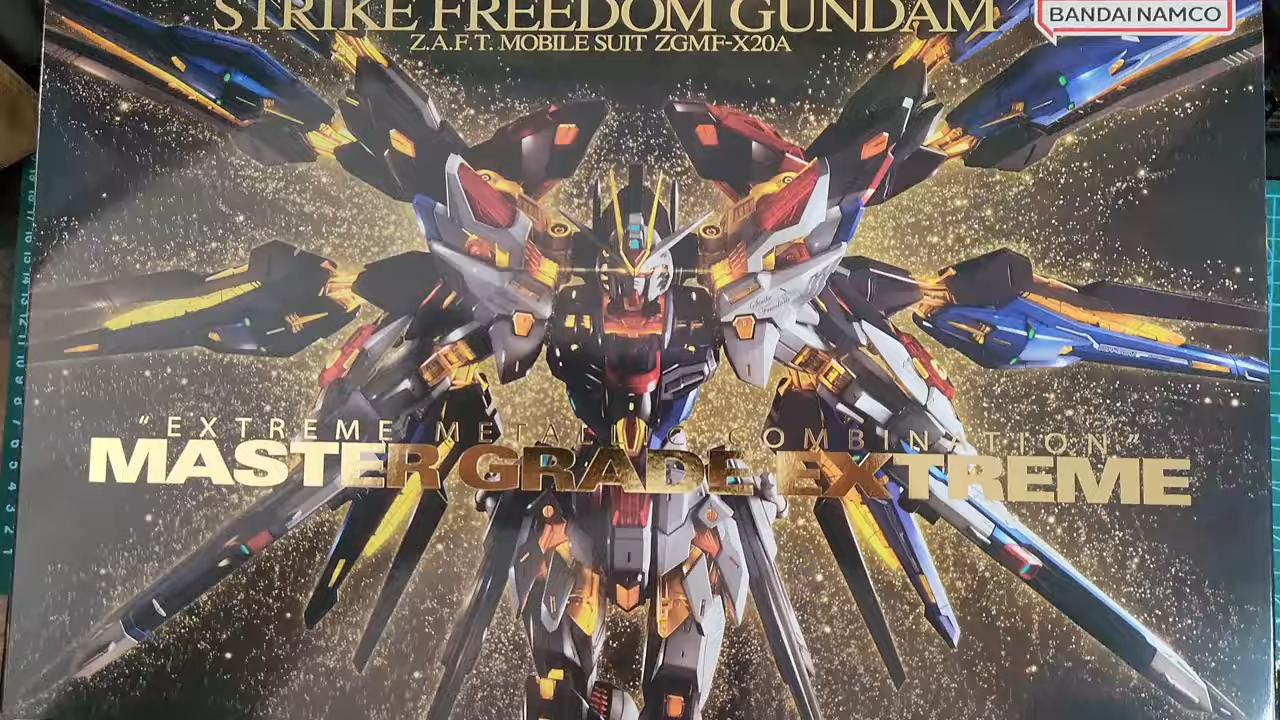 STRIKE FREEDOM GUNDAM
BANDAI NAMCO
Z.A.F.T. MOBILE SUIT ZGMF-X20A
"EXTREME METALLIC COMBINATION"
MASTER GRADE EXTREME